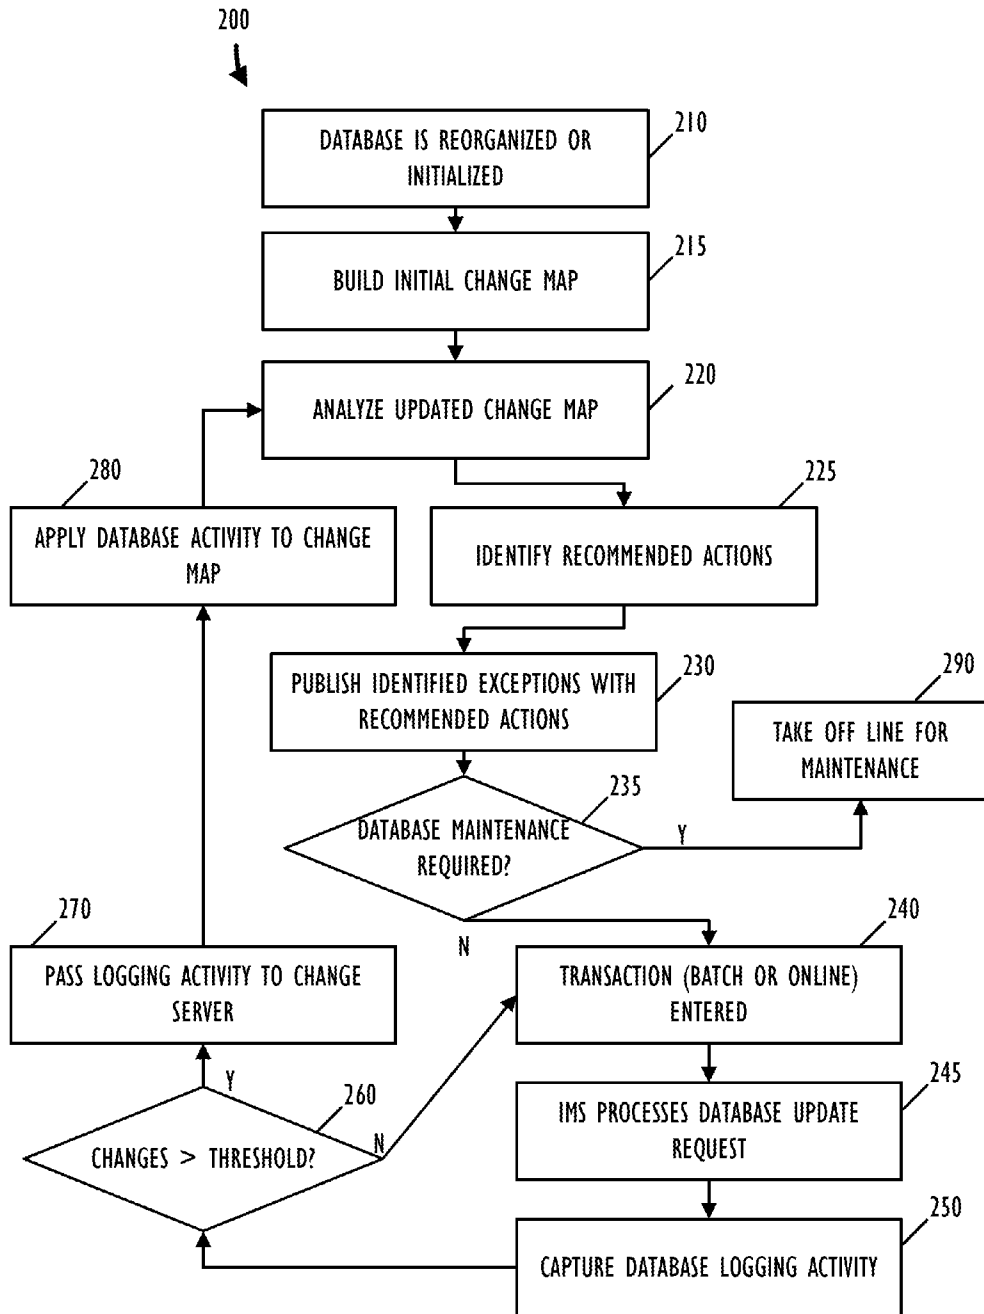 200
DATABASE IS REORGANIZED OR
INITIALIZED
210
BUILD INITIAL CHANGE MAP
215
ANALYZE UPDATED CHANGE MAP
220
280
APPLY DATABASE ACTIVITY TO CHANGE
MAP
225
IDENTIFY RECOMMENDED ACTIONS
PUBLISH IDENTIFIED EXCEPTIONS WITH
RECOMMENDED ACTIONS
230
290
TAKE OFF LINE FOR
MAINTENANCE
235
DATABASE MAINTENANCE
REQUIRED?
Y
N
270
PASS LOGGING ACTIVITY TO CHANGE
SERVER
240
TRANSACTION (BATCH OR ONLINE)
ENTERED
Y
260
CHANGES > THRESHOLD?
N
245
IMS PROCESSES DATABASE UPDATE
REQUEST
250
CAPTURE DATABASE LOGGING ACTIVITY